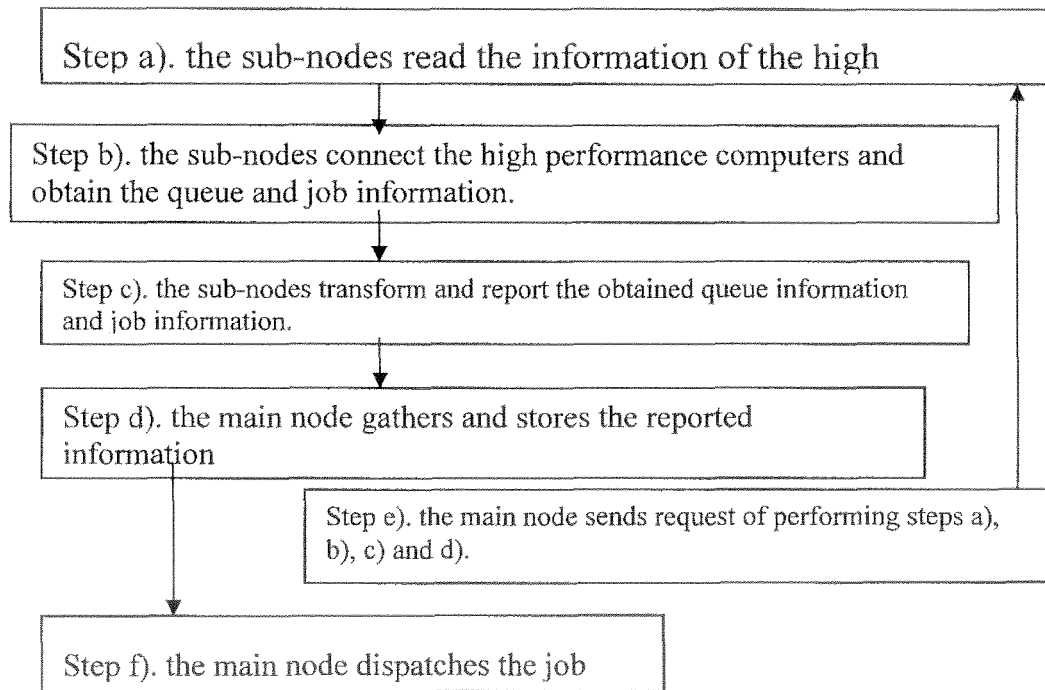 Step a). the sub-nodes read the information of the high
Step b). the sub-nodes connect the high performance computers and
obtain the queue and job information.
Step c). the sub-nodes transform and report the obtained queue information
and job information.
Step d). the main node gathers and stores the reported
information
Step e). the main node sends request of performing steps a),
b), c) and d).
Step f). the main node dispatches the job